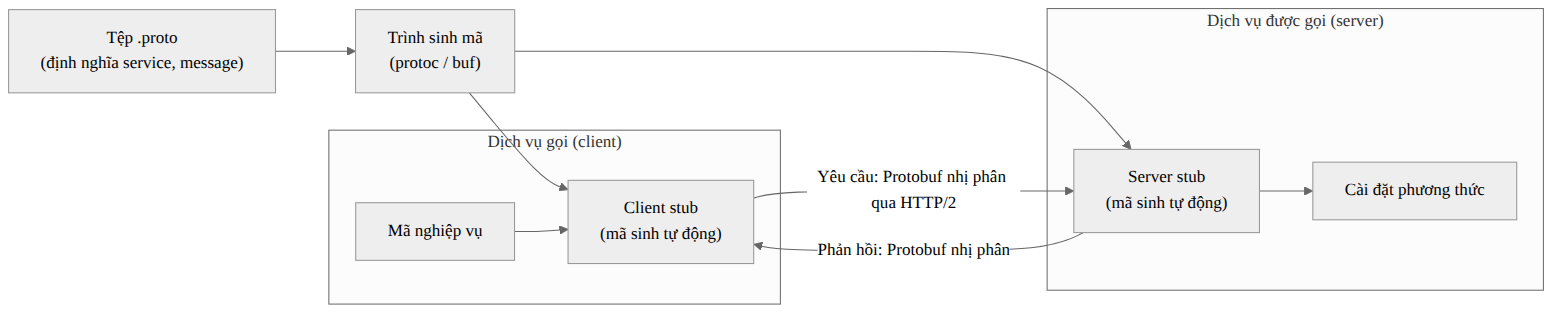 Tệp .proto
(định nghĩa service, message)
Trình sinh mã
(protoc / buf)
Dịch vụ được gọi (server)
Dịch vụ gọi (client)
Mã nghiệp vụ
Client stub
(mã sinh tự động)
Yêu cầu: Protobuf nhị phân
qua HTTP/2
Phản hồi: Protobuf nhị phân
Server stub
(mã sinh tự động)
Cài đặt phương thức